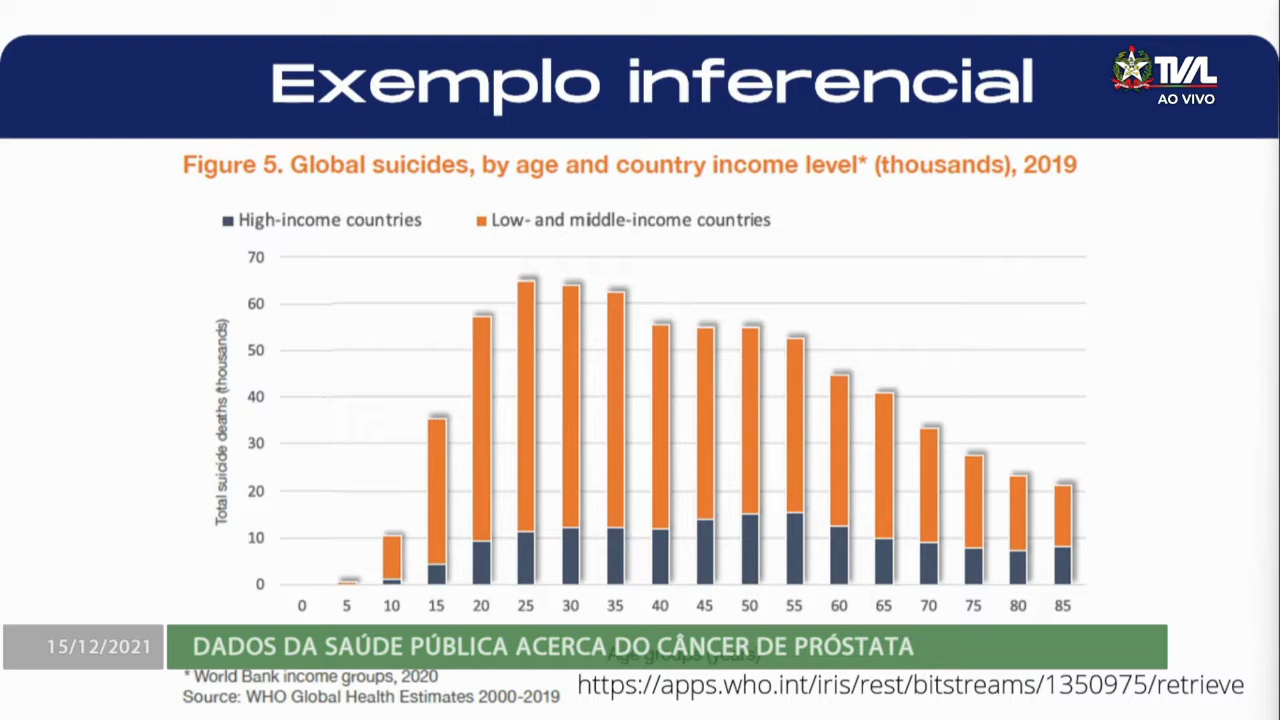 Exemplo inferencial
TVAL
AO VIVO
Figure 5. Global suicides, by age and country income level* (thousands), 2019
High-income countries
Low- and middle-income countries
Total suicide deaths (thousands)
70
60
50
40
30
20
10
0
0 5 10 15 20 25 30 35 40 45 50 55 60 65 70 75 80 85
Age groups (years)
15/12/2021
DADOS DA SAÚDE PÚBLICA ACERCA DO CÂNCER DE PRÓSTATA
* World Bank income groups, 2020
Source: WHO Global Health Estimates 2000-2019
https://apps.who.int/iris/rest/bitstreams/1350975/retrieve